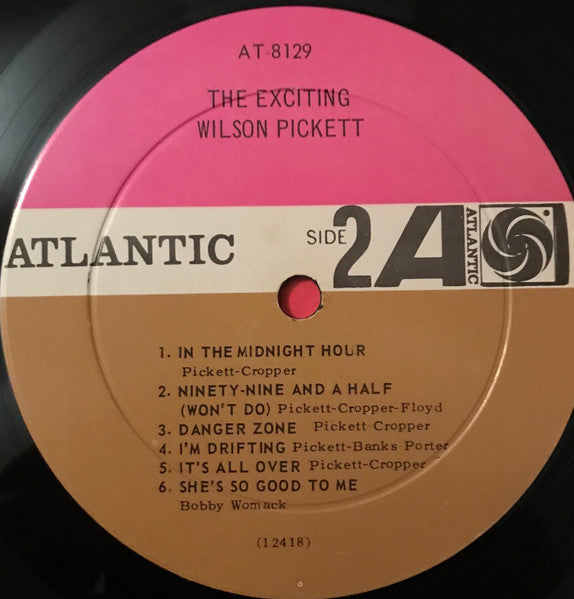 AT-8129
THE EXCITING
WILSON PICKETT
ATLANTIC
SIDE 2
A
ATLANTIC
1. IN THE MIDNIGHT HOUR
Pickett-Cropper
2. NINETY-NINE AND A HALF
(WON'T DO) Pickett-Cropper-Floyd
3. DANGER ZONE Pickett-Cropper
4. I'M DRIFTING Pickett-Banks Porter
5. IT'S ALL OVER Pickett-Cropper
6. SHE'S SO GOOD TO ME
Bobby Womack
(12418)